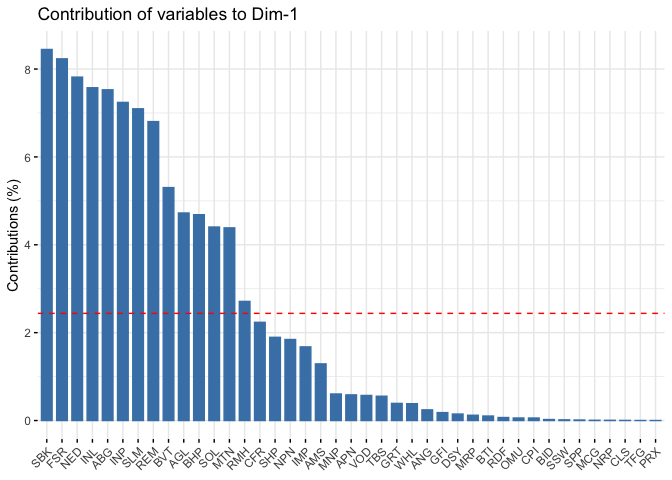 Contribution of variables to Dim-1
Contributions (%)
8
6
4
2
0
SBK FSR NED INL ABG INP SLM REM BVT AGL BHP SOL MTN RMH CFR SHP NPN IMP AMS MNP APN VOD TBS GRT WHL ANG GFI DSY MRP BTI RDF OMU CPI BID SSW SPP MCG NRP CLS TFG PRX